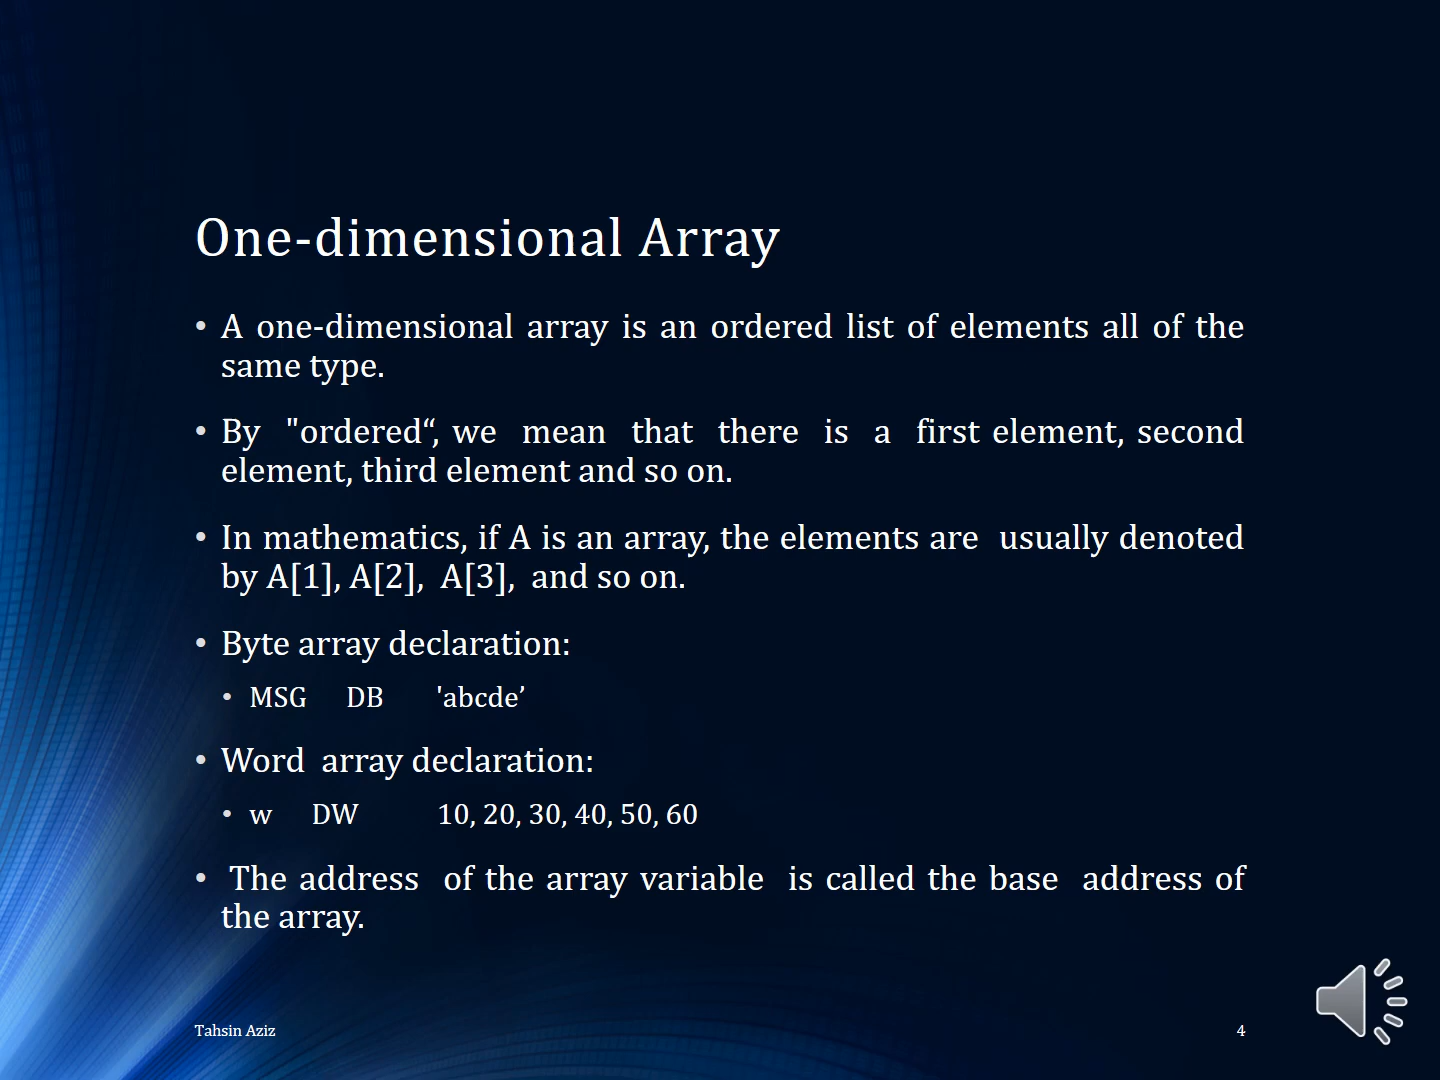 One-dimensional Array
• A one-dimensional array is an ordered list of elements all of the
same type.
• By "ordered“, we mean that there is a first element, second
element, third element and so on.
• In mathematics, if A is an array, the elements are usually denoted
by A[1], A[2], A[3], and so on.
• Byte array declaration:
• MSG DB 'abcde’
• Word array declaration:
• w DW 10, 20, 30, 40, 50, 60
• The address of the array variable is called the base address of
the array.
Tahsin Aziz
4